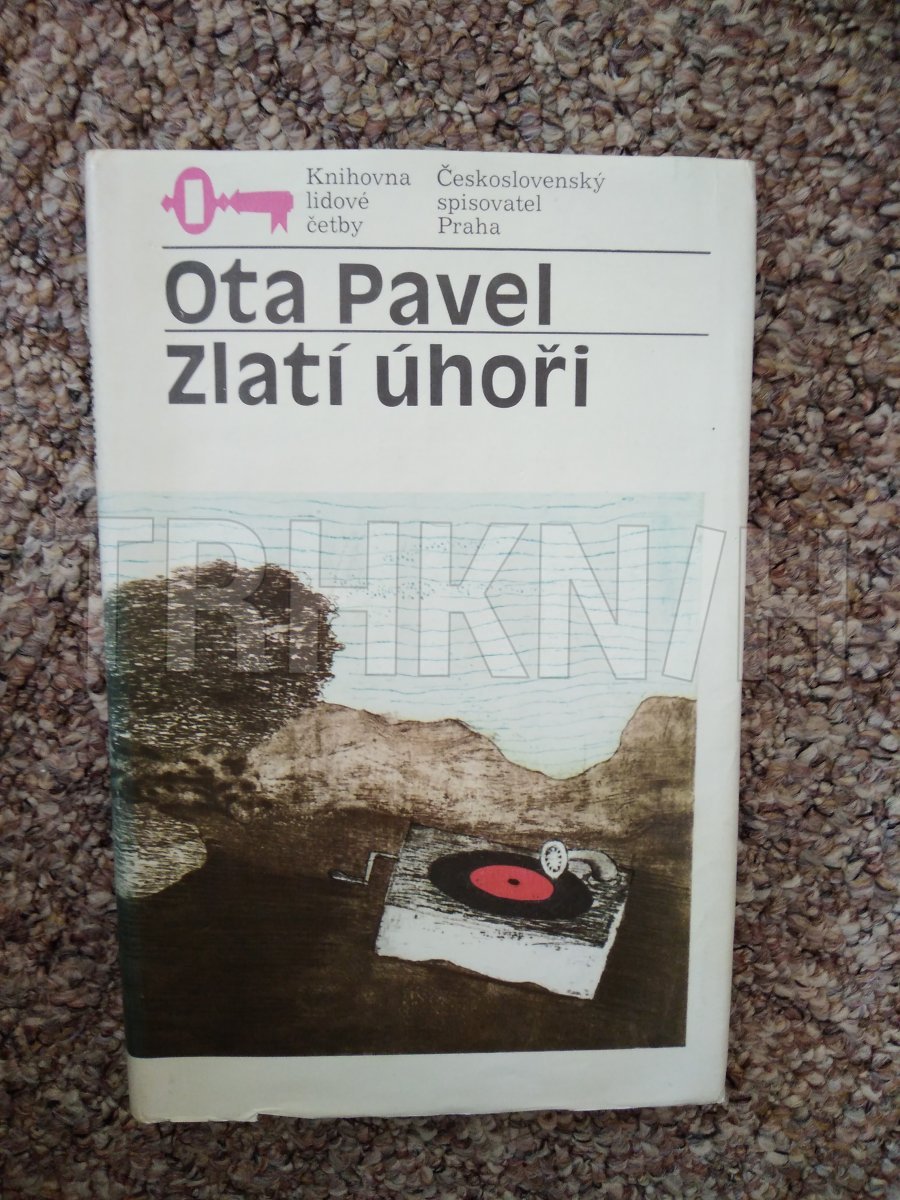 Knihovna
lidové
četby
Československý
spisovatel
Praha
Ota Pavel
Zlatí úhoři
TRHKNIH